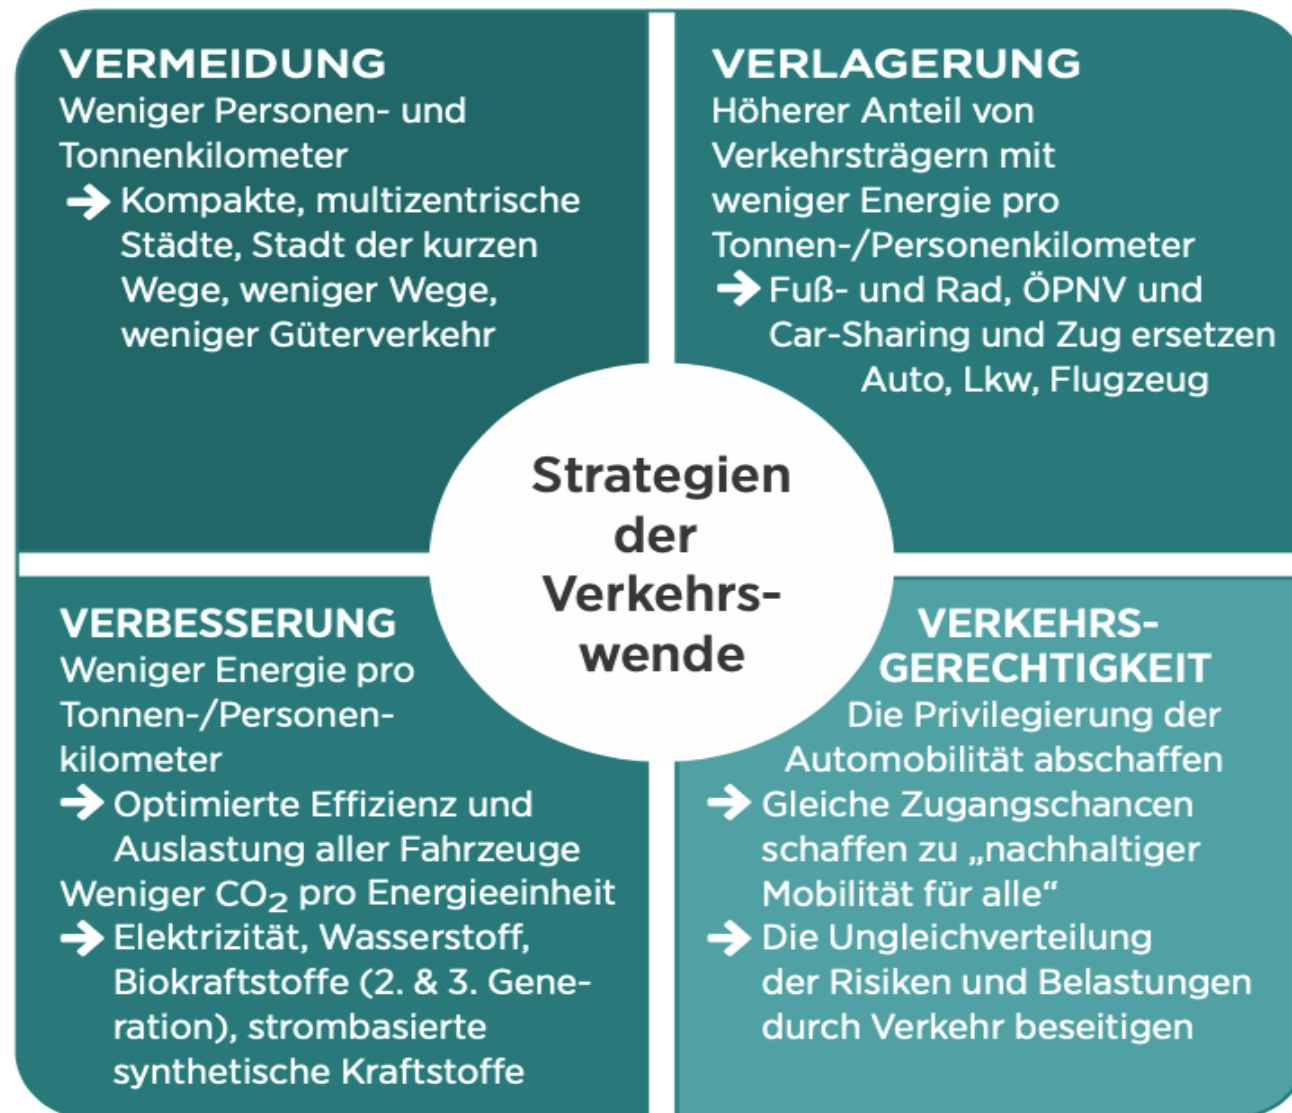 VERMEIDUNG
Weniger Personen- und
Tonnenkilometer
→ Kompakte, multizentrische
Städte, Stadt der kurzen
Wege, weniger Wege,
weniger Güterverkehr
VERLAGERUNG
Höherer Anteil von
Verkehrsträgern mit
weniger Energie pro
Tonnen-/Personenkilometer
→ Fuß- und Rad, ÖPNV und
Car-Sharing und Zug ersetzen
Auto, Lkw, Flugzeug
Strategien
der
Verkehrs-
wende
VERBESSERUNG
Weniger Energie pro
Tonnen-/Personen-
kilometer
→ Optimierte Effizienz und
Auslastung aller Fahrzeuge
Weniger CO₂ pro Energieeinheit
→ Elektrizität, Wasserstoff,
Biokraftstoffe (2. & 3. Gene-
ration), strombasierte
synthetische Kraftstoffe
VERKEHRS-
GERECHTIGKEIT
Die Privilegierung der
Automobilität abschaffen
→ Gleiche Zugangschancen
schaffen zu „nachhaltiger
Mobilität für alle“
→ Die Ungleichverteilung
der Risiken und Belastungen
durch Verkehr beseitigen